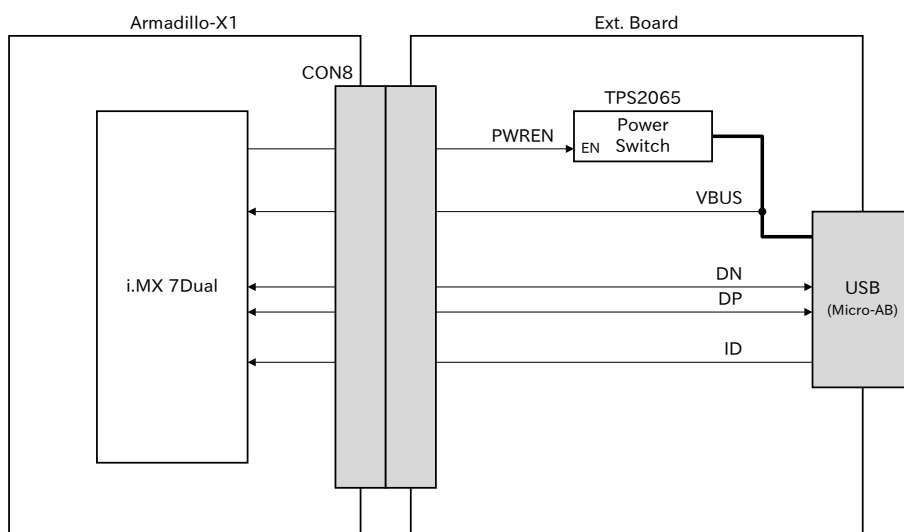 Armadillo-X1
Ext. Board
CON8
TPS2065
Power
Switch
EN
PWREN
VBUS
i.MX 7Dual
DN
DP
USB
(Micro-AB)
ID